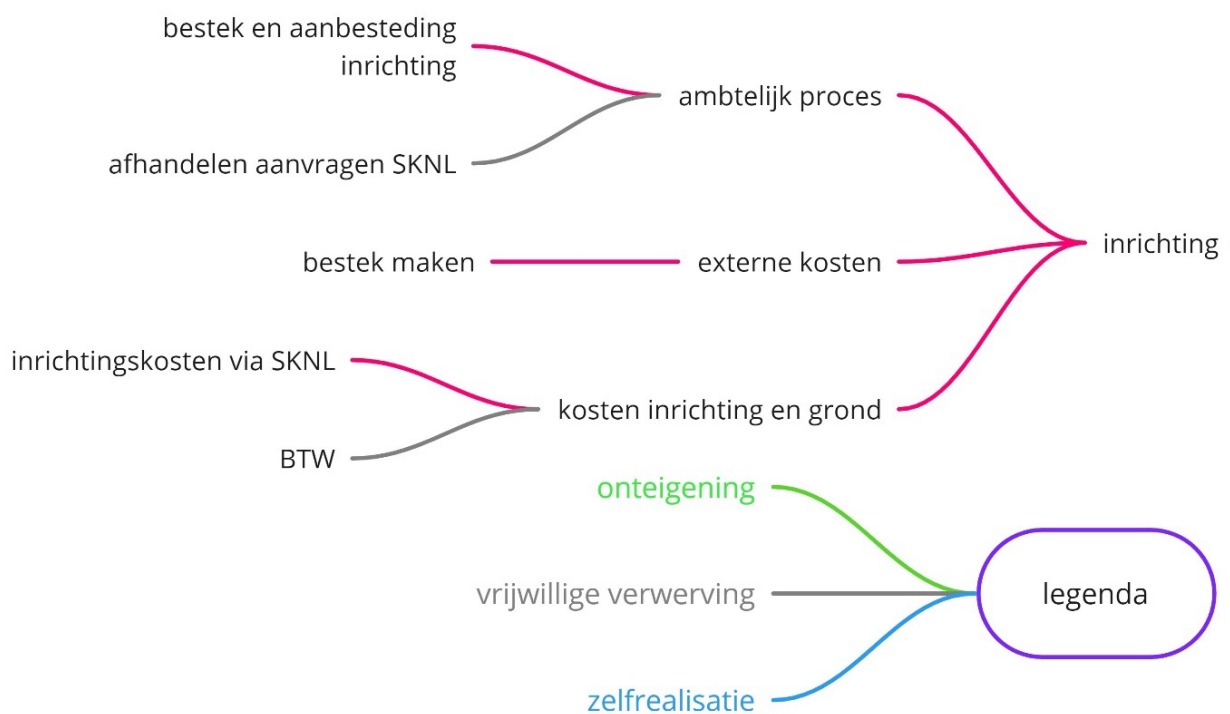 bestek en aanbesteding
inrichting
ambtelijk proces
afhandelen aanvragen SKNL
inrichting
bestek maken
externe kosten
inrichtingskosten via SKNL
kosten inrichting en grond
BTW
onteigening
vrijwillige verwerving
legenda
zelfrealisatie